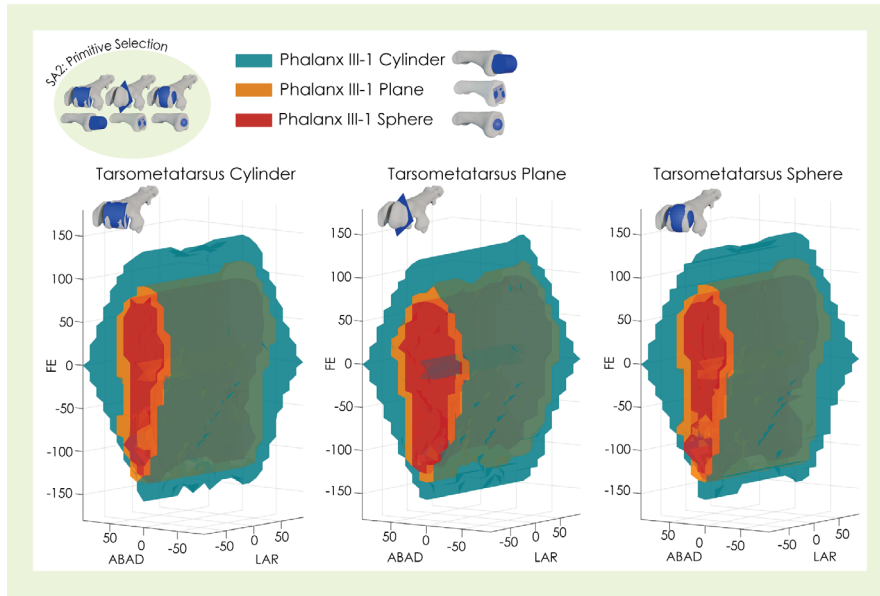 SA2: Primitive Selection
Phalanx III-1 Cylinder
Phalanx III-1 Plane
Phalanx III-1 Sphere
Tarsometatarsus Cylinder
Tarsometatarsus Plane
Tarsometatarsus Sphere
150
100
50
0
-50
-100
-150
FE
50
0
-50
ABAD
-50
0
50
LAR
150
100
50
0
-50
-100
-150
FE
50
0
-50
ABAD
-50
0
50
LAR
150
100
50
0
-50
-100
-150
FE
50
0
-50
ABAD
-50
0
50
LAR